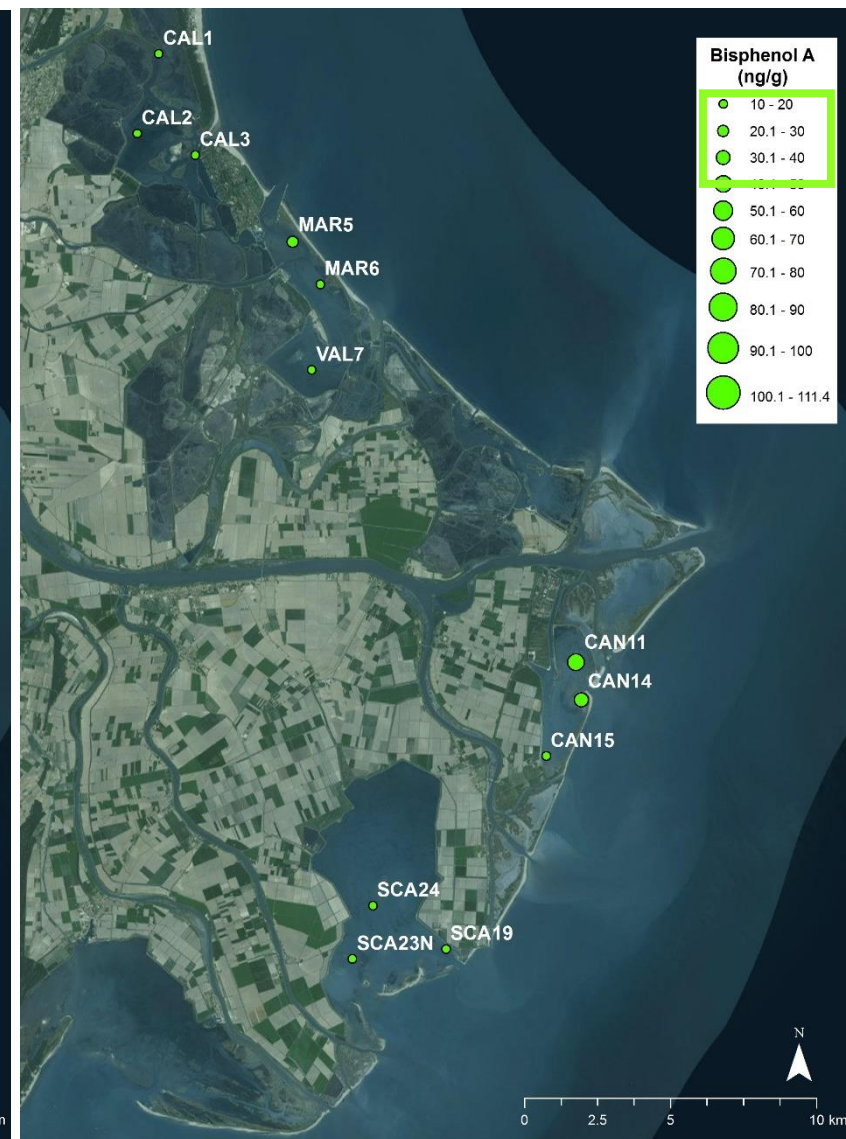 CAL1
CAL2
CAL3
MAR5
MAR6
VAL7
CAN11
CAN14
CAN15
SCA24
SCA19
SCA23N
Bisphenol A
(ng/g)
10 - 20
20.1 - 30
30.1 - 40
50.1 - 60
60.1 - 70
70.1 - 80
80.1 - 90
90.1 - 100
100.1 - 111.4
N
0 2.5 5 10 km